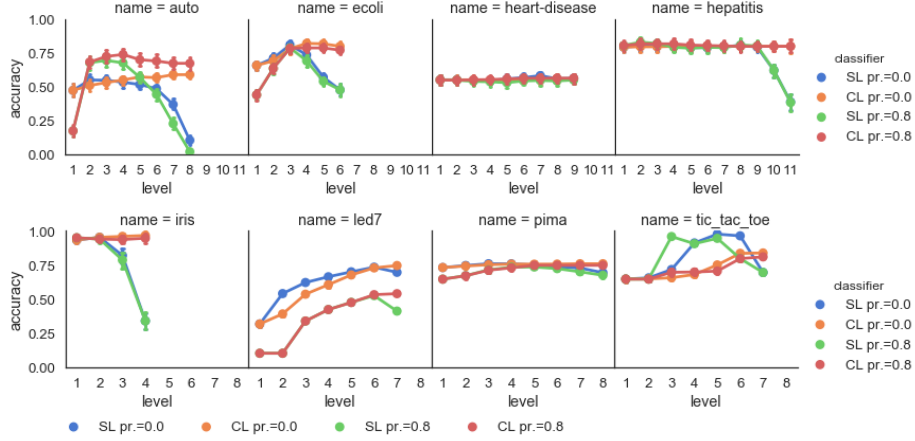 name = auto name = ecoli name = heart-disease name = hepatitis
1.00
0.75
0.50
0.25
0.00
accuracy
1 2 3 4 5 6 7 8 9 10 11 1 2 3 4 5 6 7 8 9 10 11 1 2 3 4 5 6 7 8 9 10 11 1 2 3 4 5 6 7 8 9 10 11
level level level level
classifier
SL pr.=0.0
CL pr.=0.0
SL pr.=0.8
CL pr.=0.8
name = iris name = led7 name = pima name = tic_tac_toe
1.00
0.75
0.50
0.25
0.00
accuracy
1 2 3 4 5 6 7 8 1 2 3 4 5 6 7 8 1 2 3 4 5 6 7 8 1 2 3 4 5 6 7 8
level level level level
classifier
SL pr.=0.0
CL pr.=0.0
SL pr.=0.8
CL pr.=0.8
SL pr.=0.0 CL pr.=0.0 SL pr.=0.8 CL pr.=0.8